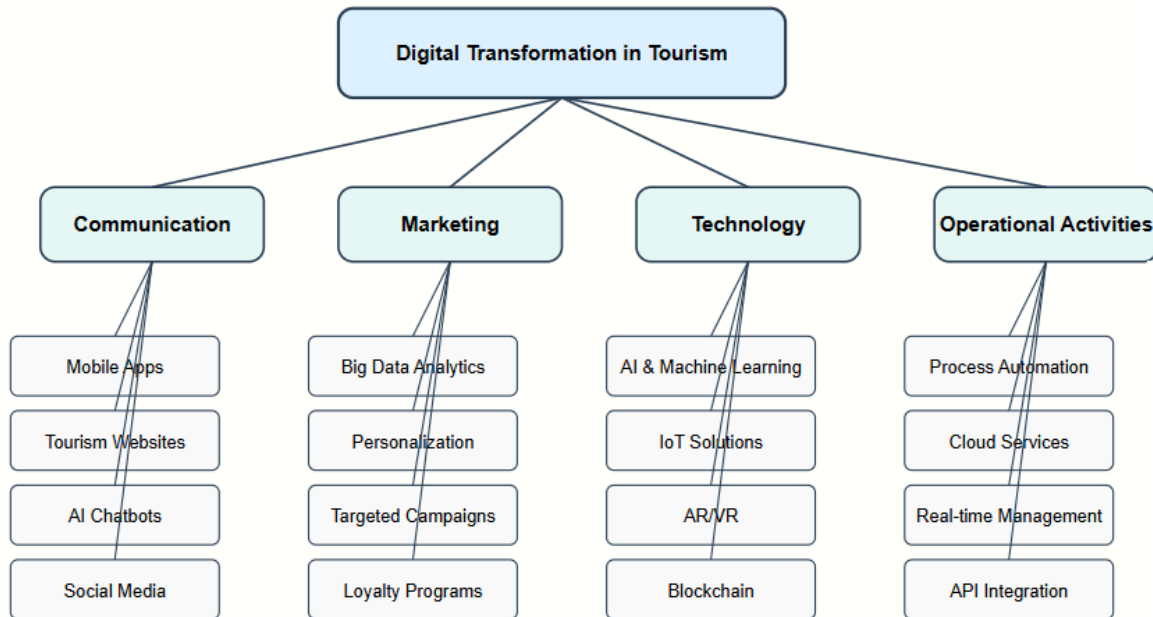 Digital Transformation in Tourism
Communication
Marketing
Technology
Operational Activities
Mobile Apps
Big Data Analytics
AI & Machine Learning
Process Automation
Tourism Websites
Personalization
IoT Solutions
Cloud Services
AI Chatbots
Targeted Campaigns
AR/VR
Real-time Management
Social Media
Loyalty Programs
Blockchain
API Integration